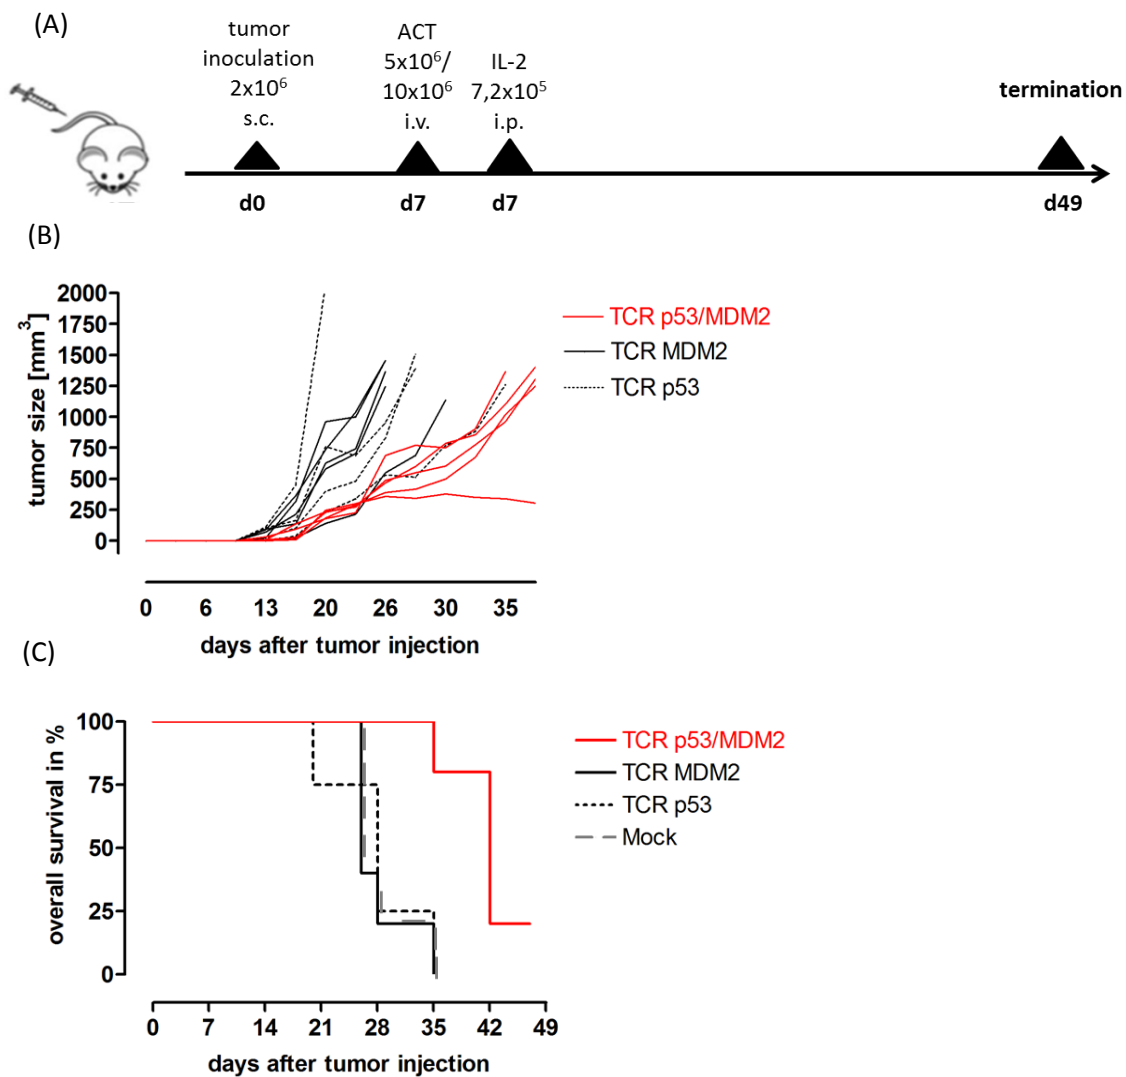 (A)
tumor
inoculation
2x10⁶
s.c.
ACT
5x10⁶/
10x10⁶
i.v.
IL-2
7,2x10⁵
i.p.
termination
d0
d7
d7
d49
(B)
tumor size [mm³]
2000
1750
1500
1250
1000
750
500
250
0
TCR p53/MDM2
TCR MDM2
TCR p53
0 6 13 20 26 30 35
days after tumor injection
(C)
overall survival in %
100
75
50
25
0
TCR p53/MDM2
TCR MDM2
TCR p53
Mock
0 7 14 21 28 35 42 49
days after tumor injection